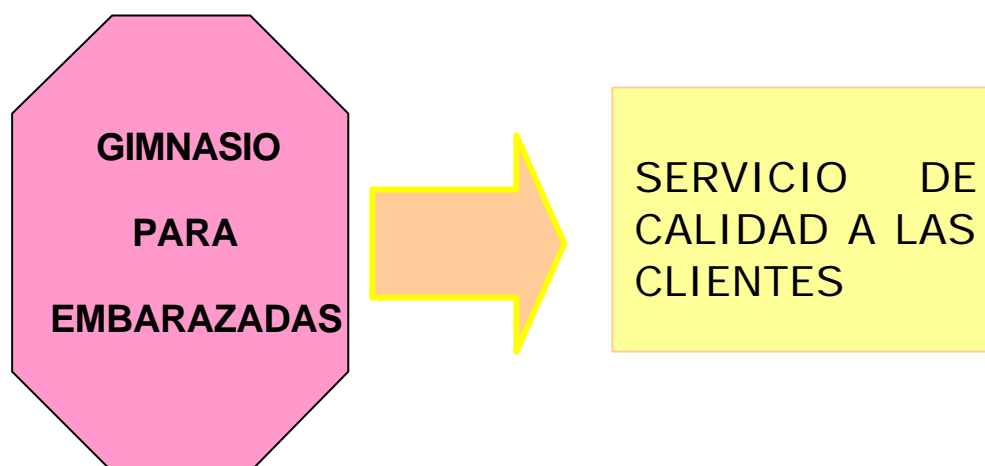 GIMNASIO
PARA
EMBARAZADAS
SERVICIO DE
CALIDAD A LAS
CLIENTES